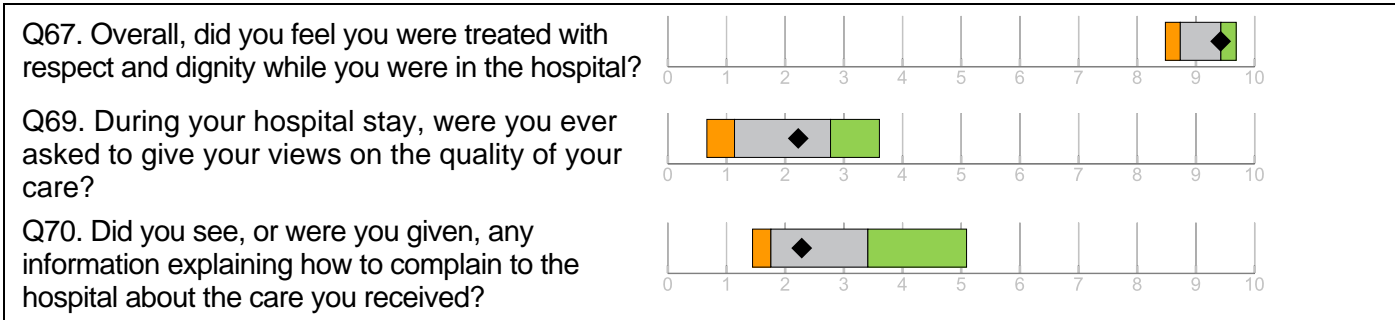 Q67. Overall, did you feel you were treated with
respect and dignity while you were in the hospital?
0 1 2 3 4 5 6 7 8 9 10
Q69. During your hospital stay, were you ever
asked to give your views on the quality of your
care?
0 1 2 3 4 5 6 7 8 9 10
Q70. Did you see, or were you given, any
information explaining how to complain to the
hospital about the care you received?
0 1 2 3 4 5 6 7 8 9 10